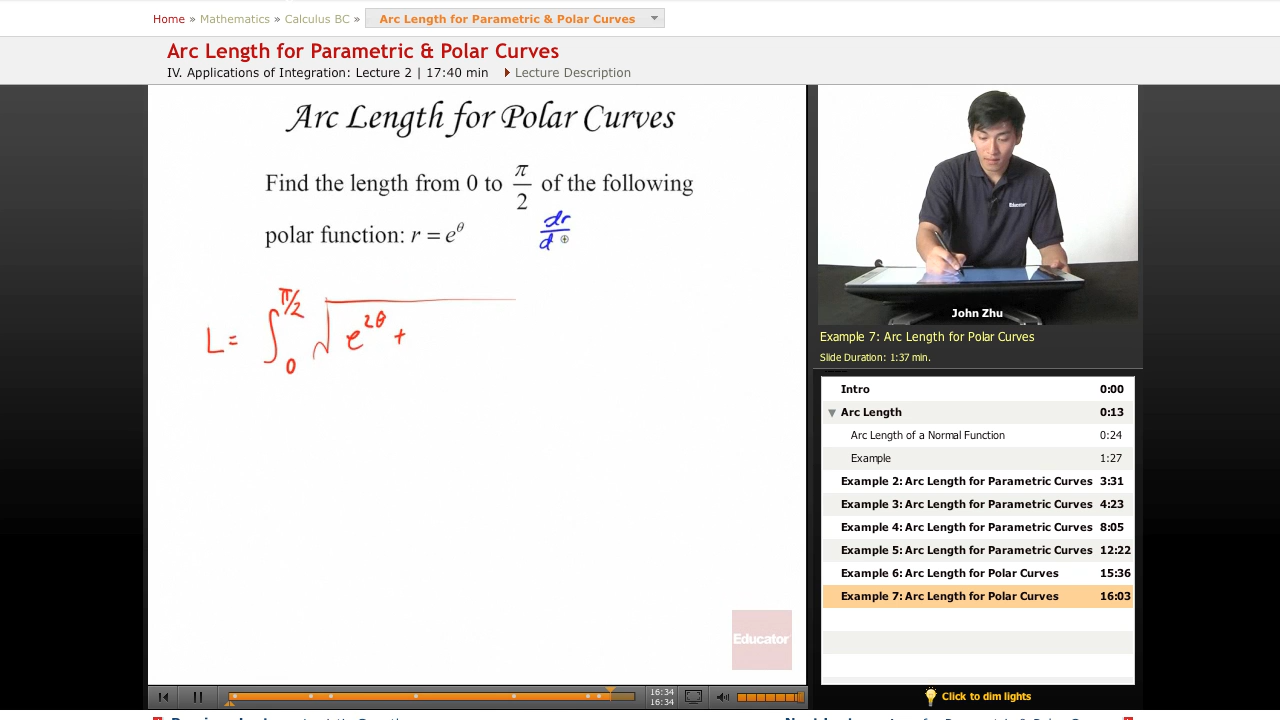 Home » Mathematics » Calculus BC » Arc Length for Parametric & Polar Curves
Arc Length for Parametric & Polar Curves
IV. Applications of Integration: Lecture 2 | 17:40 min Lecture Description
Arc Length for Polar Curves
Find the length from 0 to π/2 of the following
polar function: r = e^θ
dr/d
L = ∫_0^{π/2} √ e^{2θ} +
Educator
Educator
John Zhu
Example 7: Arc Length for Polar Curves
Slide Duration: 1:37 min.
Intro 0:00
Arc Length 0:13
Arc Length of a Normal Function 0:24
Example 1:27
Example 2: Arc Length for Parametric Curves 3:31
Example 3: Arc Length for Parametric Curves 4:23
Example 4: Arc Length for Parametric Curves 8:05
Example 5: Arc Length for Parametric Curves 12:22
Example 6: Arc Length for Polar Curves 15:36
Example 7: Arc Length for Polar Curves 16:03
16:34
16:34
Click to dim lights